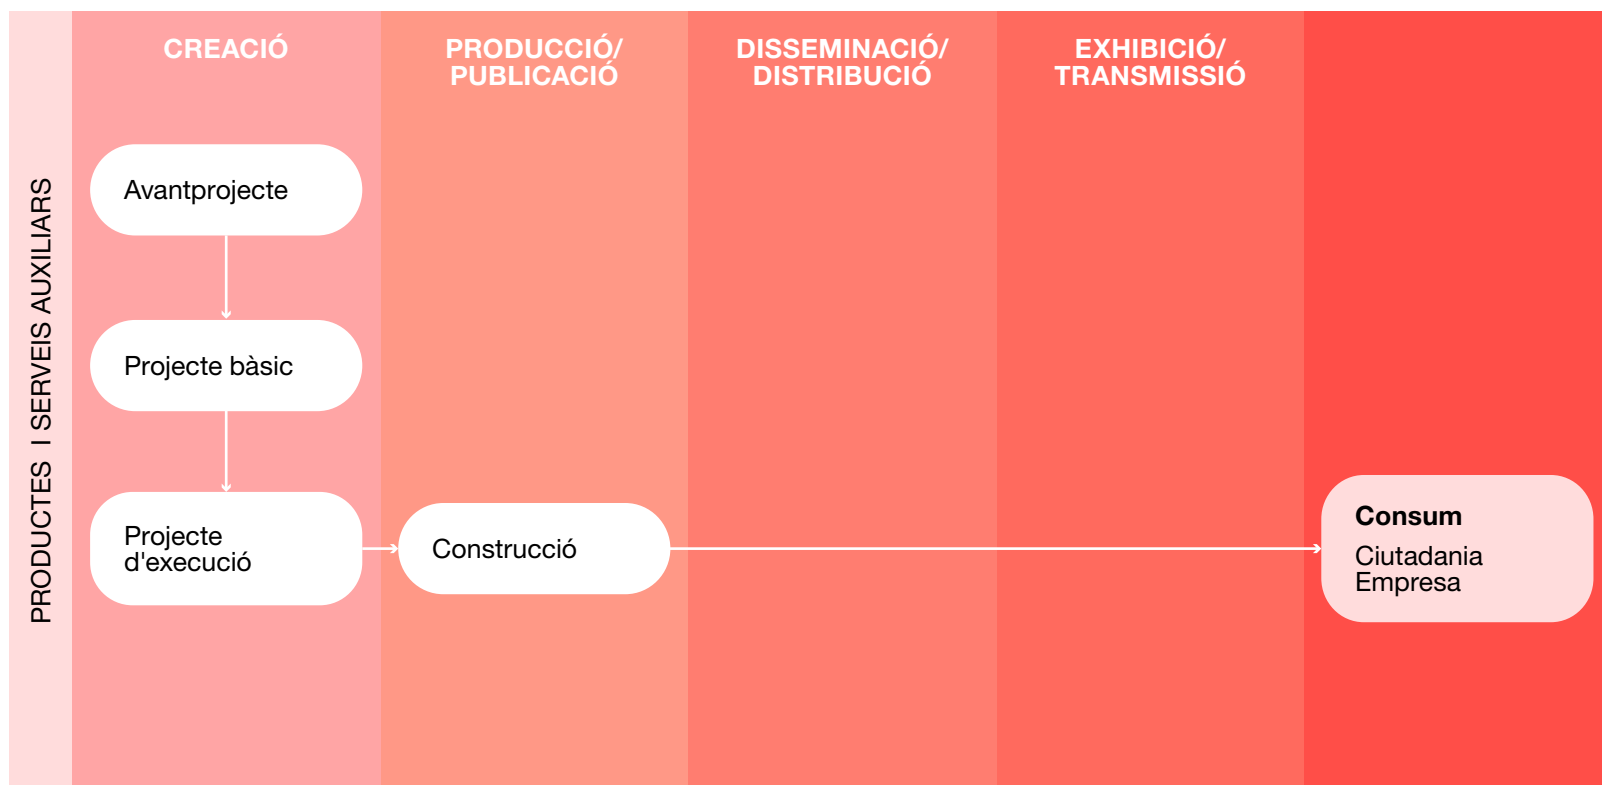 PRODUCTES I SERVEIS AUXILIARS
CREACIÓ
PRODUCCIÓ/
PUBLICACIÓ
DISSEMINACIÓ/
DISTRIBUCIÓ
EXHIBICIÓ/
TRANSMISSIÓ
Avantprojecte
Projecte bàsic
Projecte
d'execució
Construcció
Consum
Ciutadania
Empresa